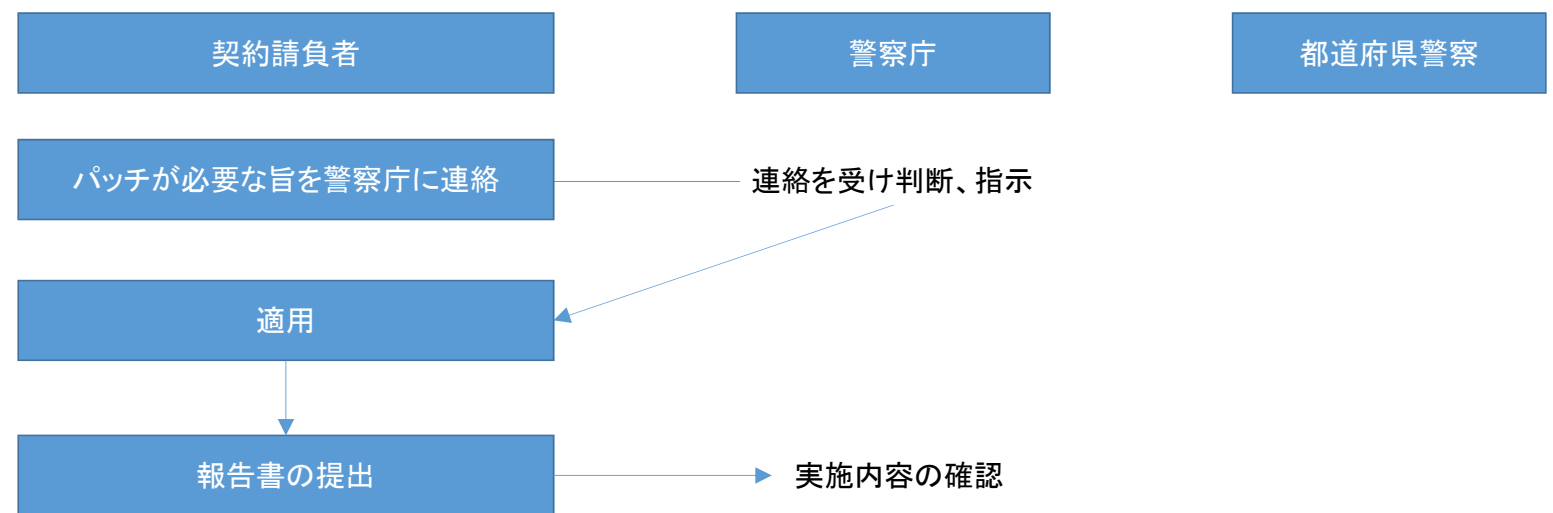 契約請負者
警察庁
都道府県警察
パッチが必要な旨を警察庁に連絡
連絡を受け判断、指示
適用
報告書の提出
実施内容の確認